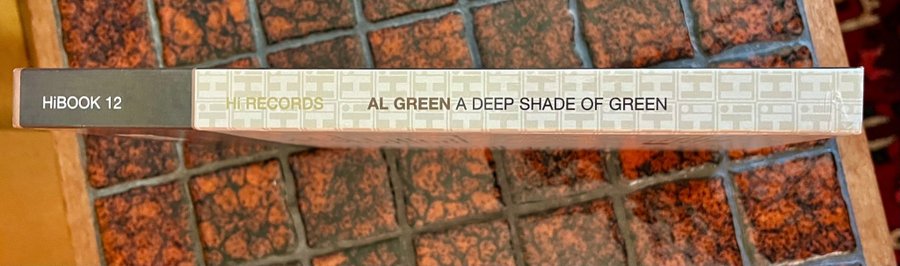 HiBOOK 12 Hi RECORDS AL GREEN A DEEP SHADE OF GREEN